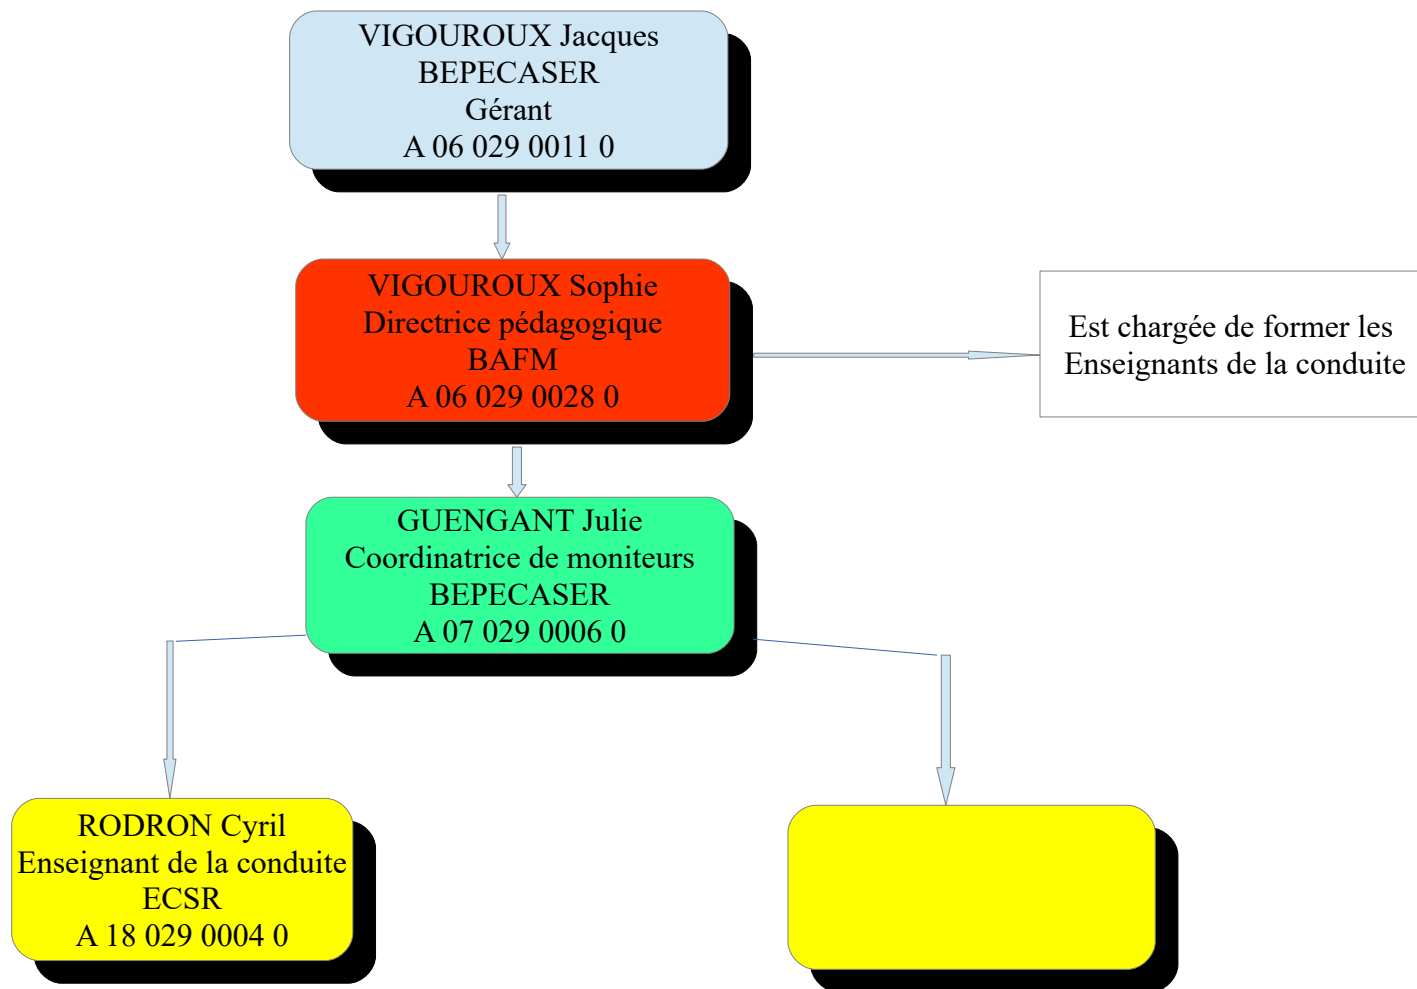 VIGOUROUX Jacques
BEPECASER
Gérant
A 06 029 0011 0
VIGOUROUX Sophie
Directrice pédagogique
BAFM
A 06 029 0028 0
Est chargée de former les
Enseignants de la conduite
GUENGANT Julie
Coordinatrice de moniteurs
BEPECASER
A 07 029 0006 0
RODRON Cyril
Enseignant de la conduite
ECSR
A 18 029 0004 0